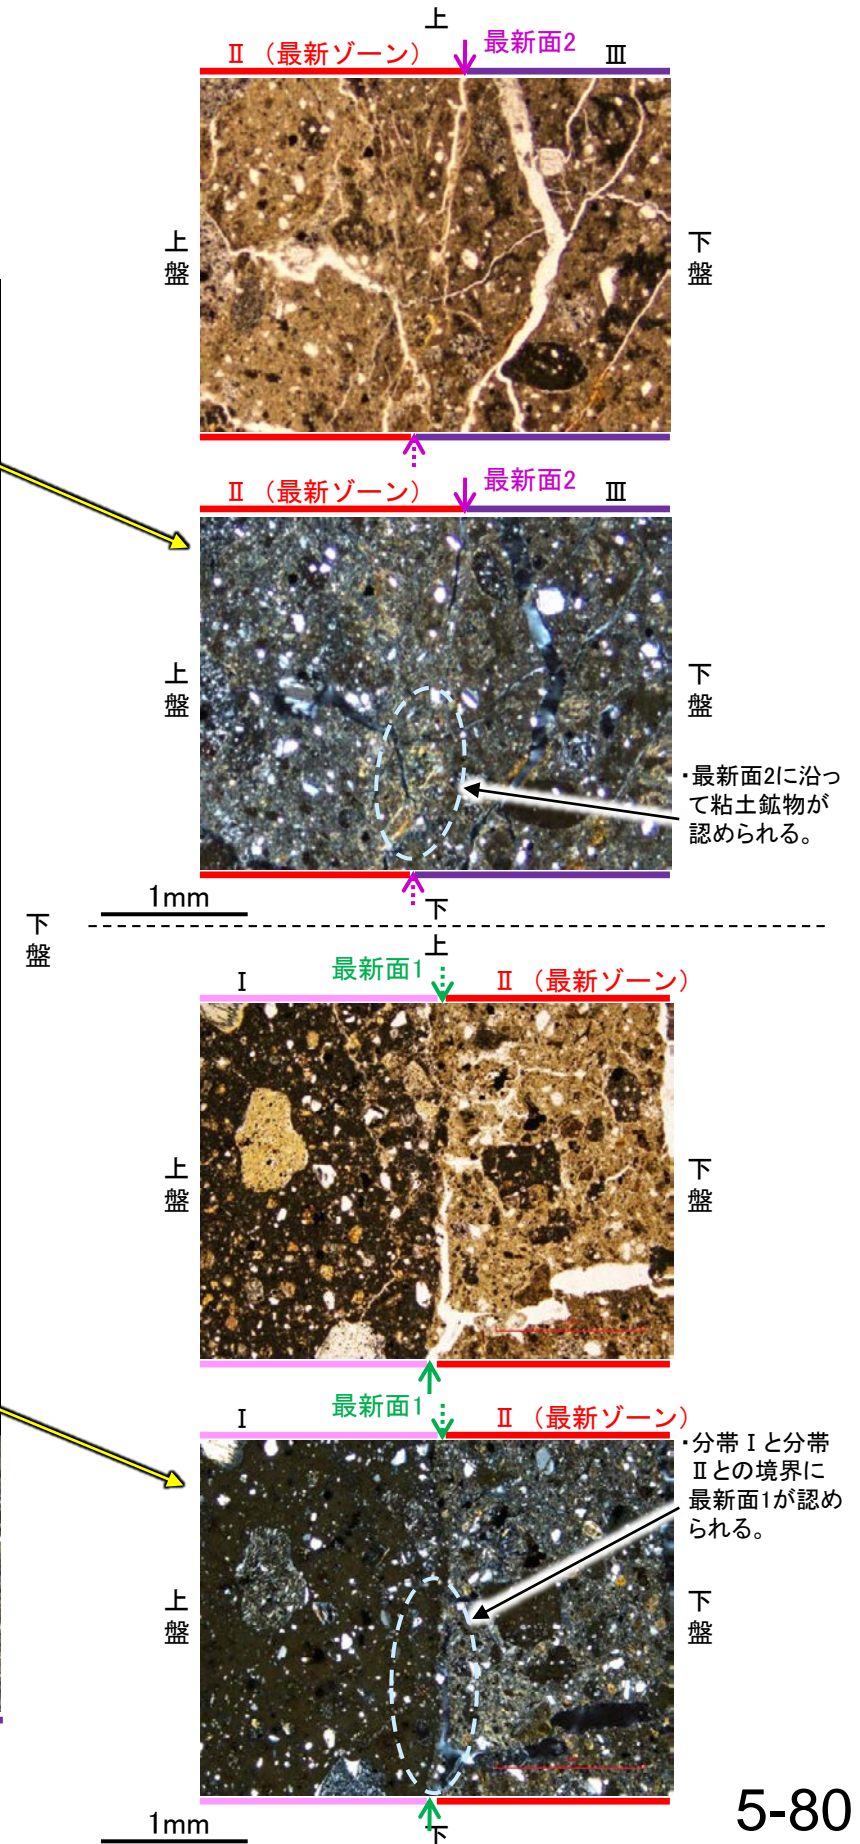 上
Ⅱ（最新ゾーン） 最新面2 Ⅲ
上盤
下盤
Ⅱ（最新ゾーン） 最新面2 Ⅲ
上盤
下盤
・最新面2に沿っ
て粘土鉱物が
認められる。
1mm
下
下盤
上
Ⅰ 最新面1 Ⅱ（最新ゾーン）
上盤
下盤
Ⅰ 最新面1 Ⅱ（最新ゾーン）
・分帯Ⅰと分帯
Ⅱとの境界に
最新面1が認め
られる。
上盤
下盤
1mm
下
5-80